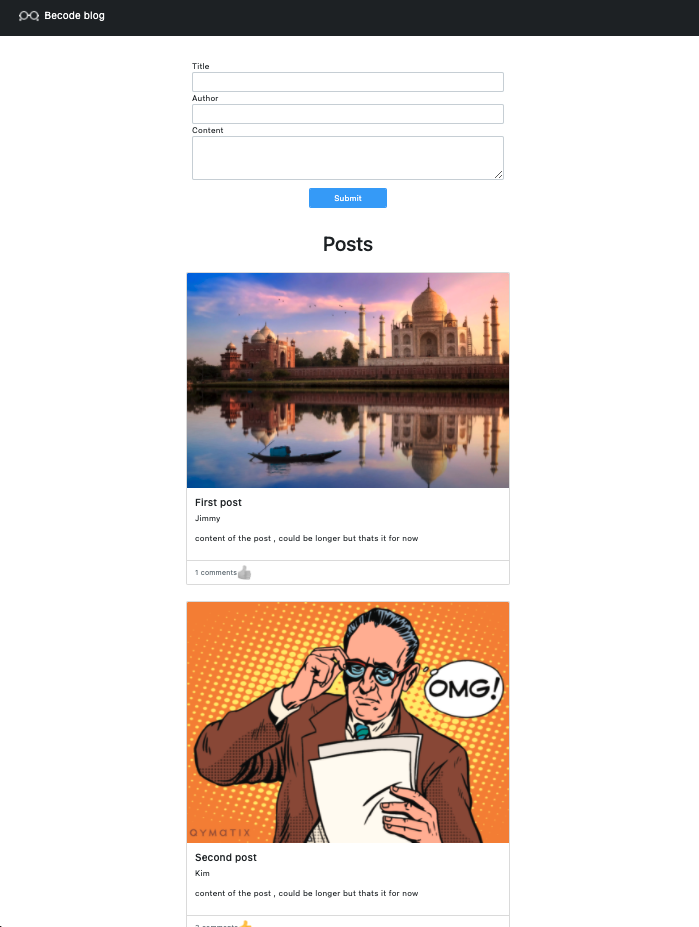 Becode blog
Title
Author
Content
Submit
Posts
First post
Jimmy
content of the post , could be longer but thats it for now
1 comments
OMG!
QYMATIX
Second post
Kim
content of the post , could be longer but thats it for now
comments